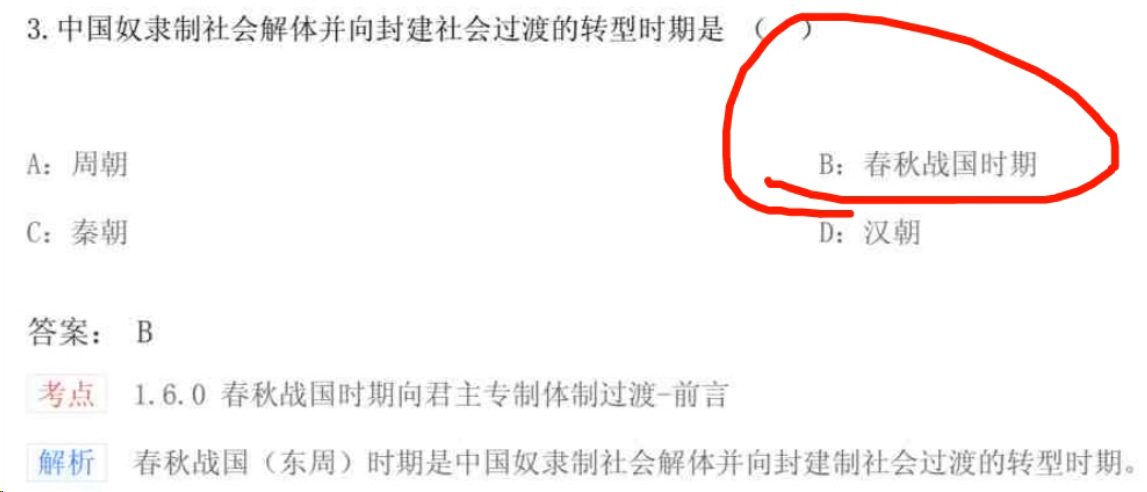 3.中国奴隶制社会解体并向封建社会过渡的转型时期是 （ ）
A：周朝
B：春秋战国时期
C：秦朝
D：汉朝
答案： B
考点 1.6.0 春秋战国时期向君主专制体制过渡-前言
解析 春秋战国（东周）时期是中国奴隶制社会解体并向封建制社会过渡的转型时期。